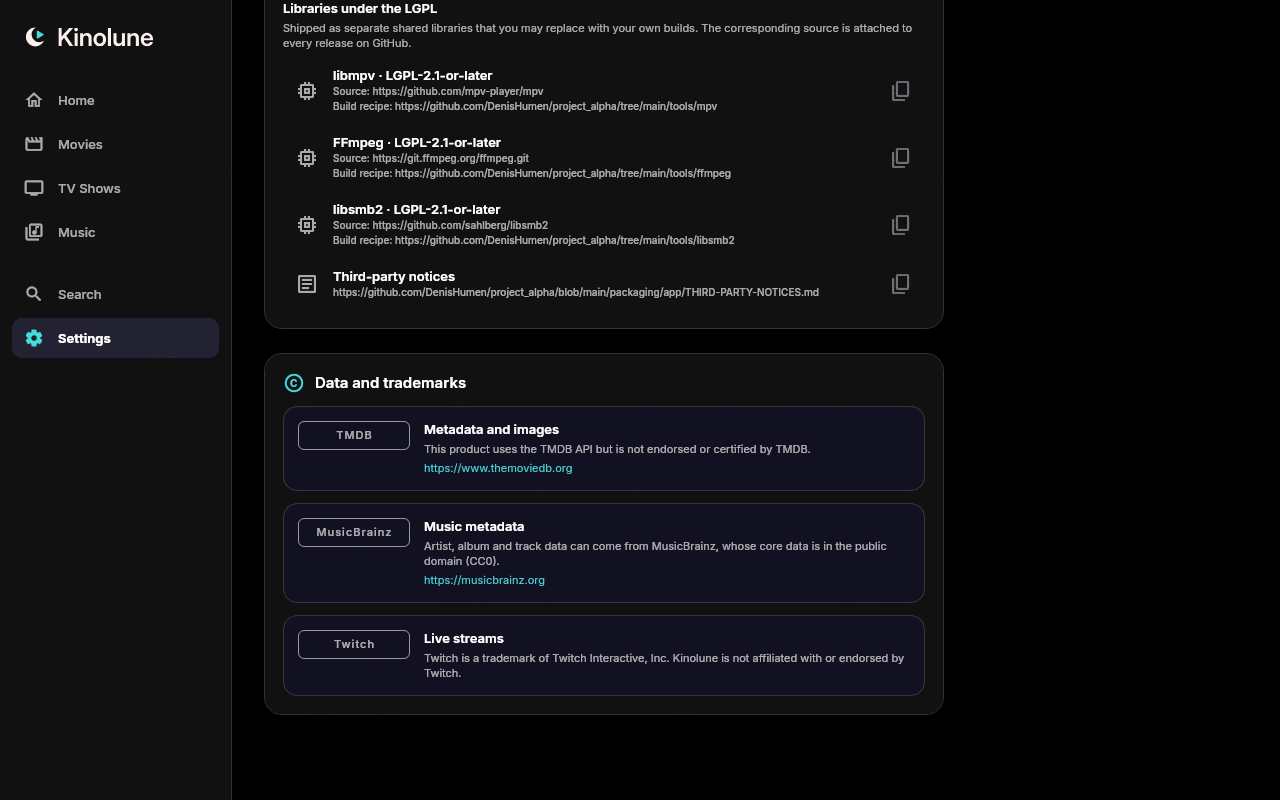 Kinolune
Home
Movies
TV Shows
Music
Search
Settings
Libraries under the LGPL
Shipped as separate shared libraries that you may replace with your own builds. The corresponding source is attached to
every release on GitHub.
libmpv · LGPL-2.1-or-later
Source: https://github.com/mpv-player/mpv
Build recipe: https://github.com/DenisHumen/project_alpha/tree/main/tools/mpv
FFmpeg · LGPL-2.1-or-later
Source: https://git.ffmpeg.org/ffmpeg.git
Build recipe: https://github.com/DenisHumen/project_alpha/tree/main/tools/ffmpeg
libsmb2 · LGPL-2.1-or-later
Source: https://github.com/sahlberg/libsmb2
Build recipe: https://github.com/DenisHumen/project_alpha/tree/main/tools/libsmb2
Third-party notices
https://github.com/DenisHumen/project_alpha/blob/main/packaging/app/THIRD-PARTY-NOTICES.md
Data and trademarks
TMDB
Metadata and images
This product uses the TMDB API but is not endorsed or certified by TMDB.
https://www.themoviedb.org
MusicBrainz
Music metadata
Artist, album and track data can come from MusicBrainz, whose core data is in the public
domain (CC0).
https://musicbrainz.org
Twitch
Live streams
Twitch is a trademark of Twitch Interactive, Inc. Kinolune is not affiliated with or endorsed by
Twitch.